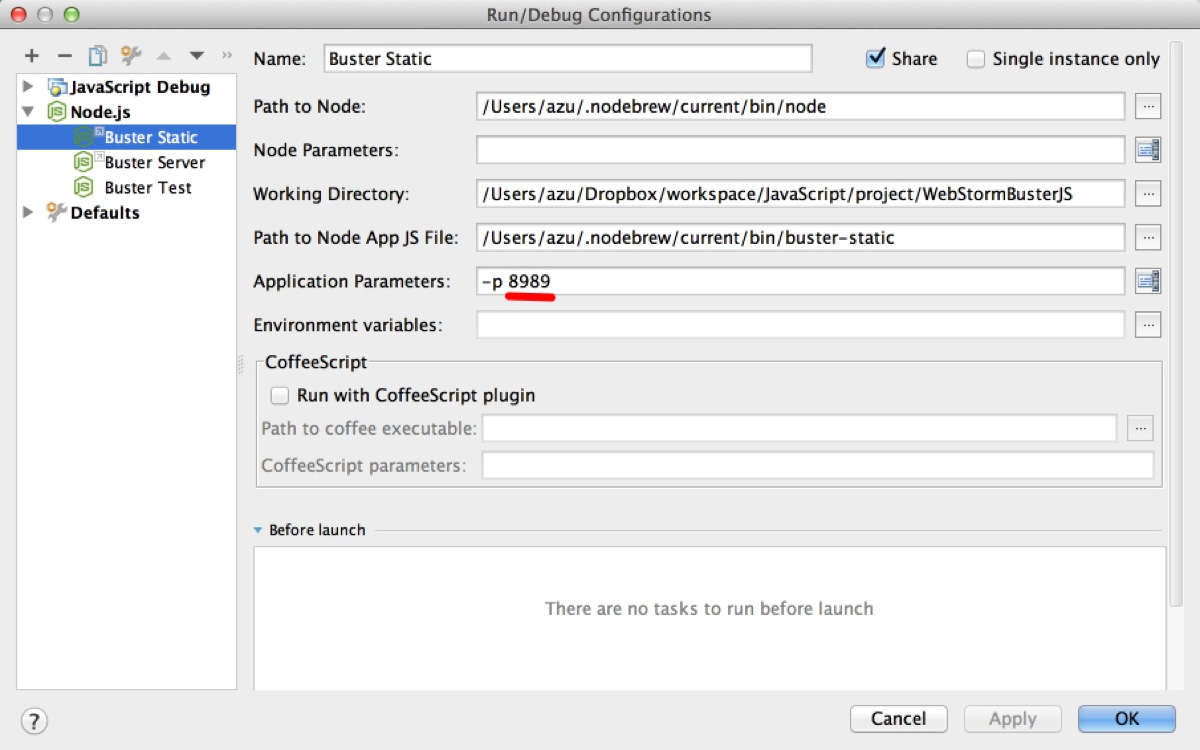 Run/Debug Configurations
Name: Buster Static Share Single instance only
JavaScript Debug
Node.js
Buster Static
Buster Server
Buster Test
Defaults
Path to Node: /Users/azu/.nodebrew/current/bin/node
Node Parameters:
Working Directory: /Users/azu/Dropbox/workspace/JavaScript/project/WebStormBusterJS
Path to Node App JS File: /Users/azu/.nodebrew/current/bin/buster-static
Application Parameters: -p 8989
Environment variables:
CoffeeScript
Run with CoffeeScript plugin
Path to coffee executable:
CoffeeScript parameters:
Before launch
There are no tasks to run before launch
? Cancel Apply OK